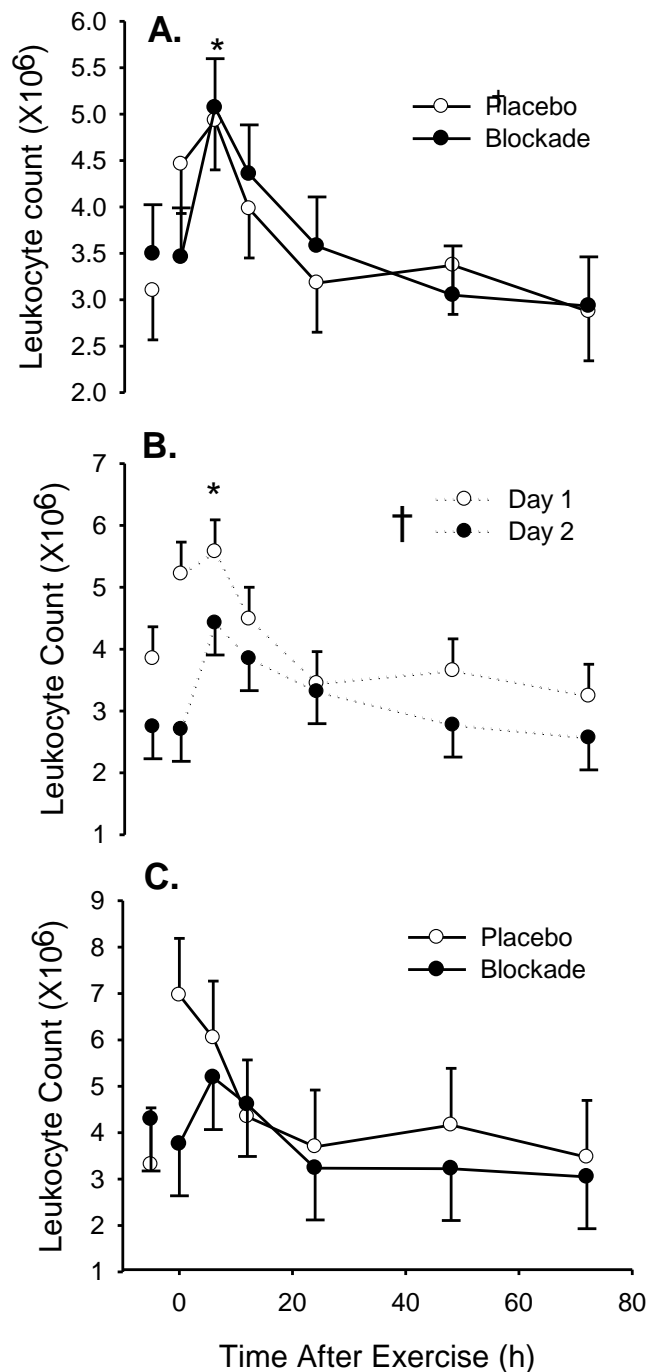 A.
*
6.0
5.5
5.0
4.5
4.0
3.5
3.0
2.5
2.0
Leukocyte count (X10⁶)
†
Placebo
Blockade
B.
*
7
6
5
4
3
2
1
Leukocyte Count (X10⁶)
†
Day 1
Day 2
C.
9
8
7
6
5
4
3
2
1
Leukocyte Count (X10⁶)
Placebo
Blockade
0 20 40 60 80
Time After Exercise (h)